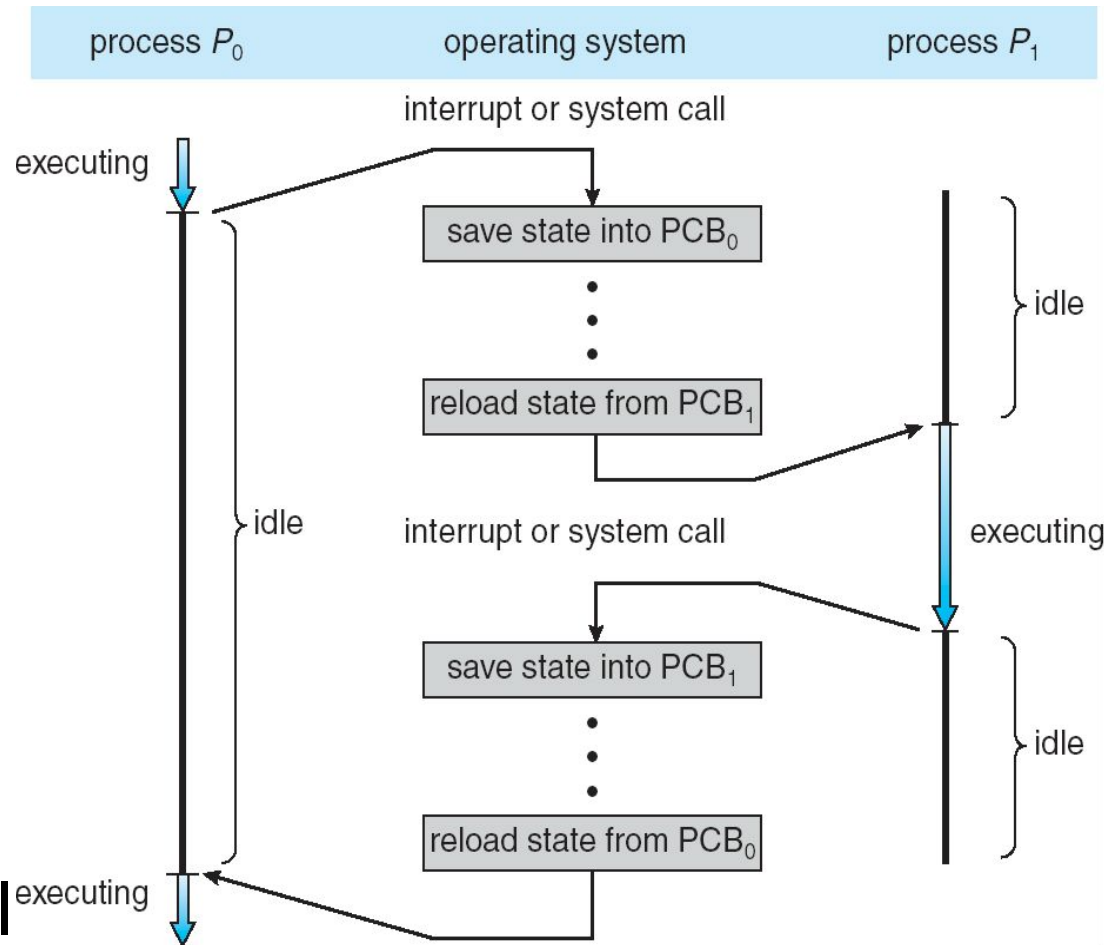 process P₀
operating system
process P₁
interrupt or system call
executing
save state into PCB₀
idle
reload state from PCB₁
idle
interrupt or system call
executing
save state into PCB₁
idle
reload state from PCB₀
executing